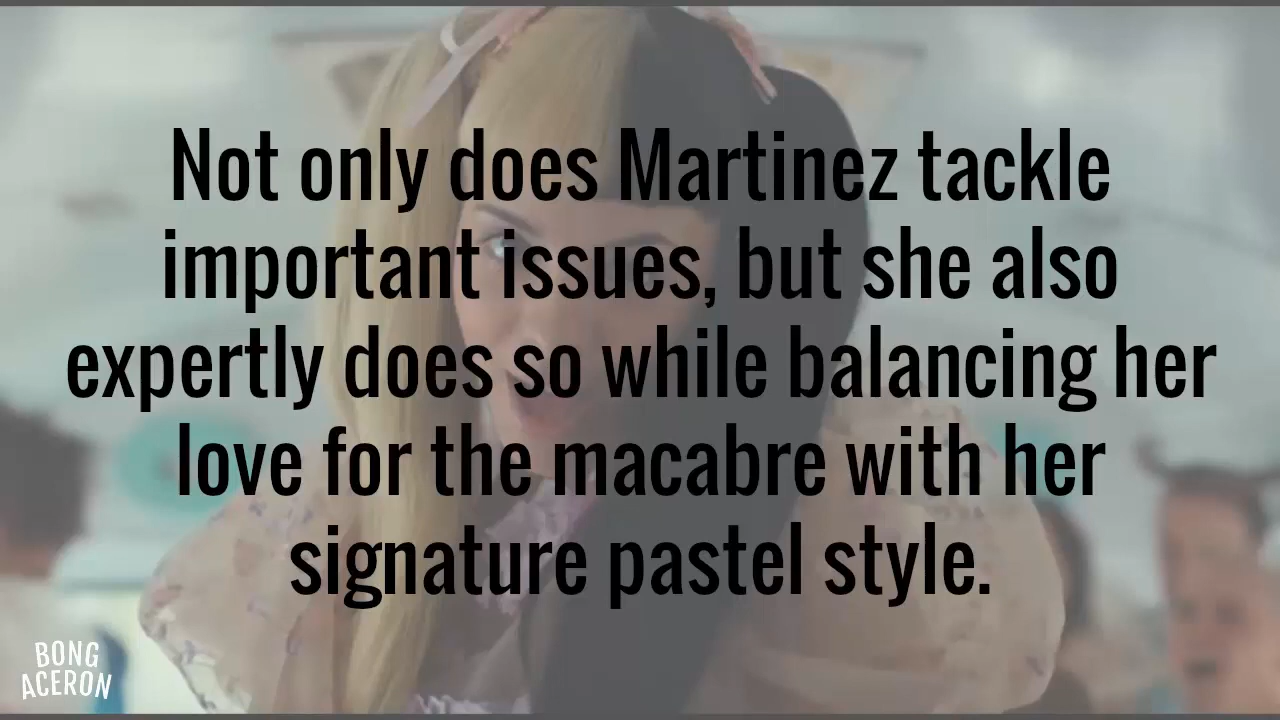 Not only does Martinez tackle
important issues, but she also
expertly does so while balancing her
love for the macabre with her
signature pastel style.
BONG
ACERON